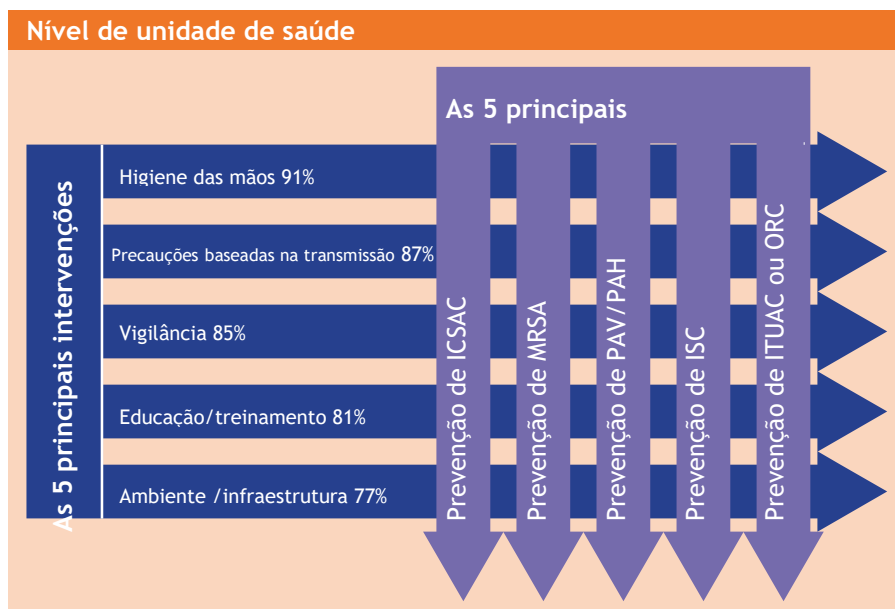 Nível de unidade de saúde
As 5 principais
As 5 principais intervenções
Higiene das mãos 91%
Precauções baseadas na transmissão 87%
Vigilância 85%
Educação/treinamento 81%
Ambiente /infraestrutura 77%
Prevenção de ICSAC
Prevenção de MRSA
Prevenção de PAV/PAH
Prevenção de ISC
Prevenção de ITUAC ou ORC